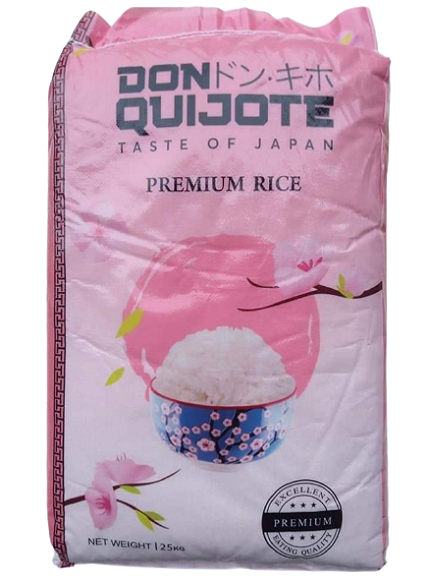 DON ドン・キホ
QUIJOTE
TASTE OF JAPAN
PREMIUM RICE
EXCELLENT
PREMIUM
EATING QUALITY
NET WEIGHT | 25KG